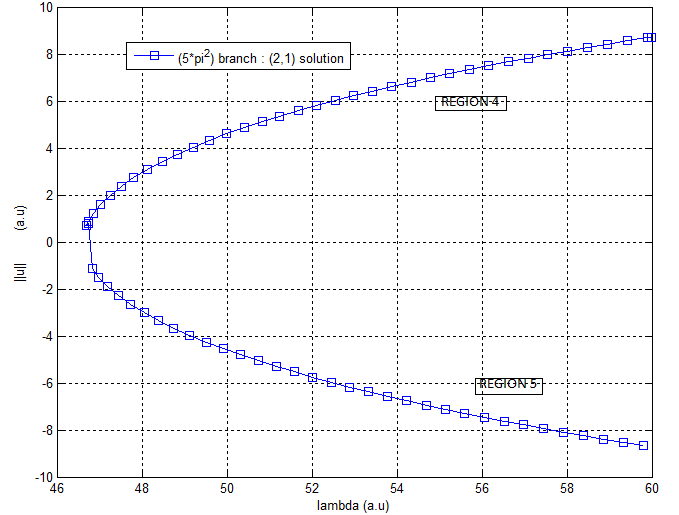 10
8
6
4
2
0
-2
-4
-6
-8
-10
||u|| (a.u)
(5*pi²) branch : (2,1) solution
REGION 4
REGION 5
46 48 50 52 54 56 58 60
lambda (a.u)